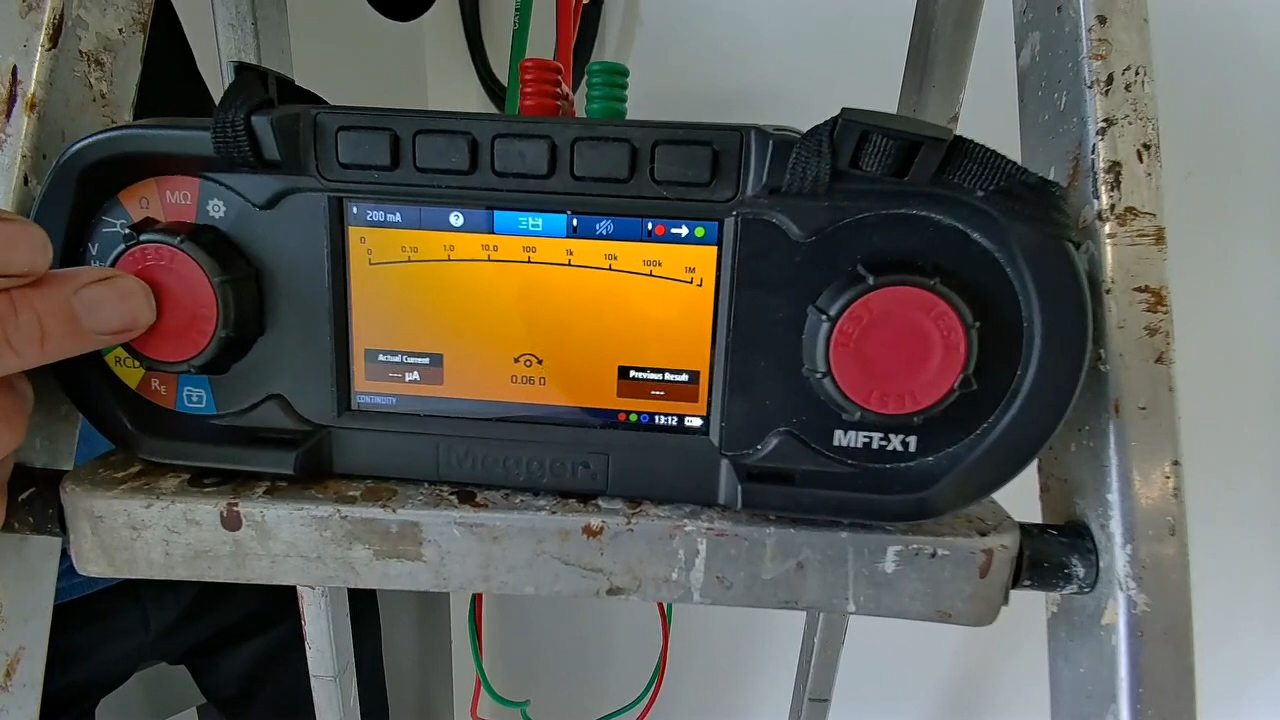 MΩ
Ω
V
TEST
RCD
RE
200 mA
?
0
0 0.10 1.0 10.0 100 1k 10k 100k 1M
Actual Current
--- µA
0.06 Ω
Previous Result
---
CONTINUITY
13:12
Megger.
TEST
MFT-X1